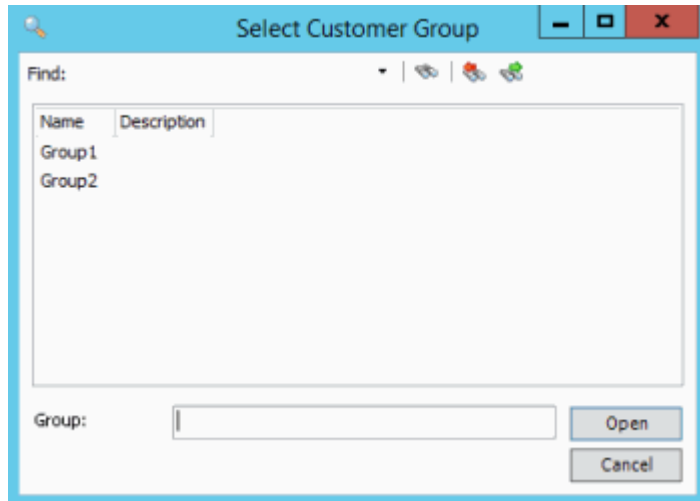 Select Customer Group
Find:
Name Description
Group1
Group2
Group:
Open
Cancel